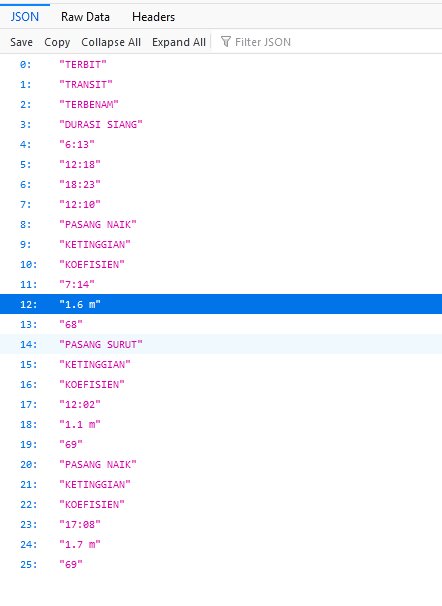 JSON Raw Data Headers
Save Copy Collapse All Expand All Filter JSON
0: "TERBIT"
1: "TRANSIT"
2: "TERBENAM"
3: "DURASI SIANG"
4: "6:13"
5: "12:18"
6: "18:23"
7: "12:10"
8: "PASANG NAIK"
9: "KETINGGIAN"
10: "KOEFISIEN"
11: "7:14"
12: "1.6 m"
13: "68"
14: "PASANG SURUT"
15: "KETINGGIAN"
16: "KOEFISIEN"
17: "12:02"
18: "1.1 m"
19: "69"
20: "PASANG NAIK"
21: "KETINGGIAN"
22: "KOEFISIEN"
23: "17:08"
24: "1.7 m"
25: "69"